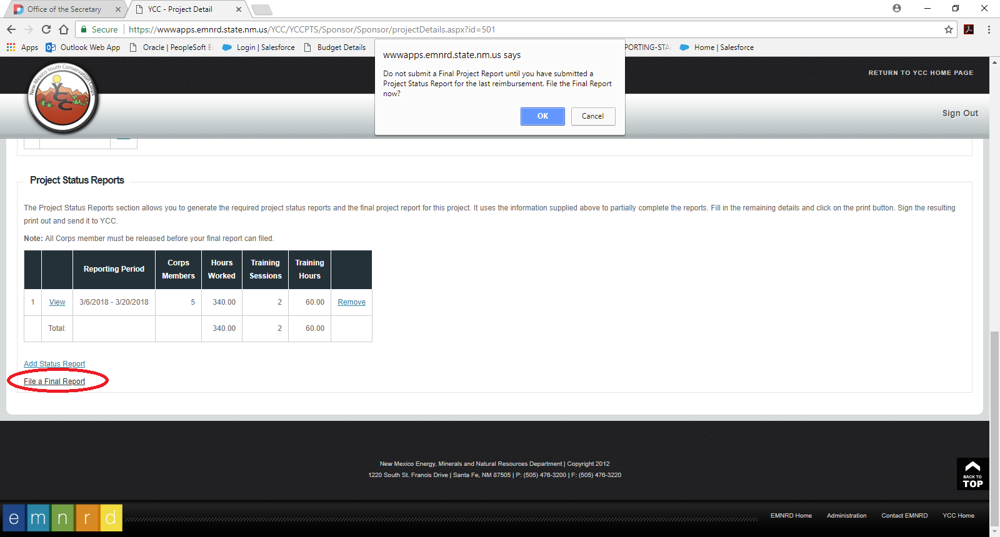 Office of the Secretary
YCC - Project Detail
Secure
https://wwwapps.emnrd.state.nm.us/YCC/YCCPTS/Sponsor/Sponsor/projectDetails.aspx?id=501
Apps
Outlook Web App
Oracle | PeopleSoft
Login | Salesforce
Budget Details
Home | Salesforce
wwwapps.emnrd.state.nm.us says
Do not submit a Final Project Report until you have submitted a
Project Status Report for the last reimbursement. File the Final Report
now?
OK
Cancel
New Mexico Youth Conservation Corps
YCC
RETURN TO YCC HOME PAGE
Sign Out
Project Status Reports
The Project Status Reports section allows you to generate the required project status reports and the final project report for this project. It uses the information supplied above to partially complete the reports. Fill in the remaining details and click on the print button. Sign the resulting
print out and send it to YCC.
Note: All Corps member must be released before your final report can filed.
Reporting Period
Corps Members
Hours Worked
Training Sessions
Training Hours
1 View 3/6/2018 - 3/20/2018 5 340.00 2 60.00 Remove
Total: 340.00 2 60.00
Add Status Report
File a Final Report
New Mexico Energy, Minerals and Natural Resources Department | Copyright 2012
1220 South St. Francis Drive | Santa Fe, NM 87505 | P: (505) 476-3200 | F: (505) 476-3220
BACK TO
TOP
emnrd
EMNRD Home
Administration
Contact EMNRD
YCC Home